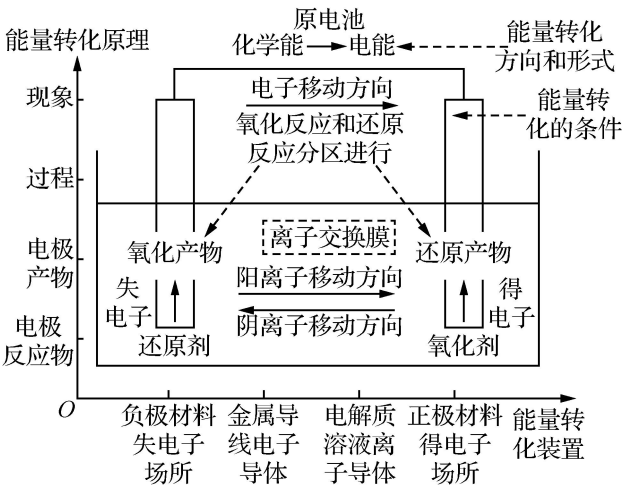 原电池
能量转化原理
化学能
电能
能量转化
方向和形式
现象
电子移动方向
能量转
化的条件
氧化反应和还原
反应分区进行
过程
离子交换膜
电极
产物
氧化产物
还原产物
失
电子
阳离子移动方向
得
电子
阴离子移动方向
电极
反应物
还原剂
氧化剂
O
负极材料
失电子
场所
金属导
线电子
导体
电解质
溶液离
子导体
正极材料
得电子
场所
能量转
化装置